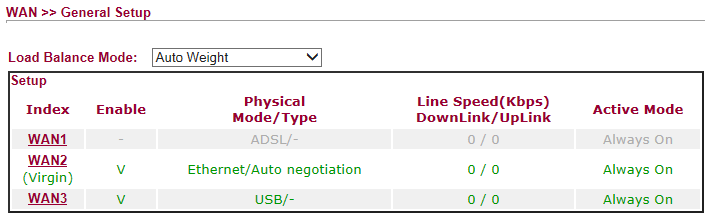 WAN >> General Setup
Load Balance Mode: Auto Weight
Setup
Index Enable Physical Mode/Type Line Speed(Kbps) DownLink/UpLink Active Mode
WAN1 - ADSL/- 0 / 0 Always On
WAN2 (Virgin) V Ethernet/Auto negotiation 0 / 0 Always On
WAN3 V USB/- 0 / 0 Always On